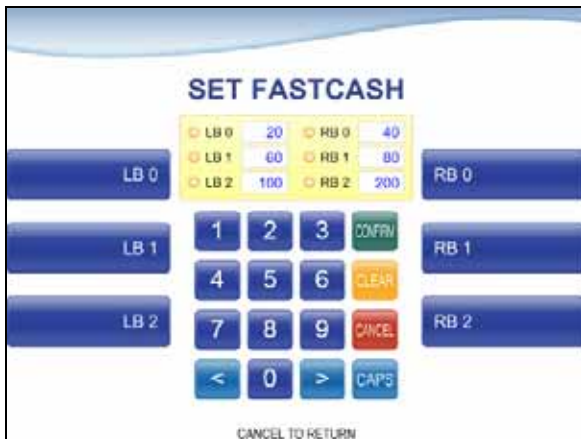 SET FASTCASH
LB 0 20 RB 0 40
LB 1 60 RB 1 80
LB 2 100 RB 2 200
LB 0 RB 0
LB 1 RB 1
LB 2 RB 2
1 2 3 CONFIRM
4 5 6 CLEAR
7 8 9 CANCEL
< 0 > CAPS
CANCEL TO RETURN